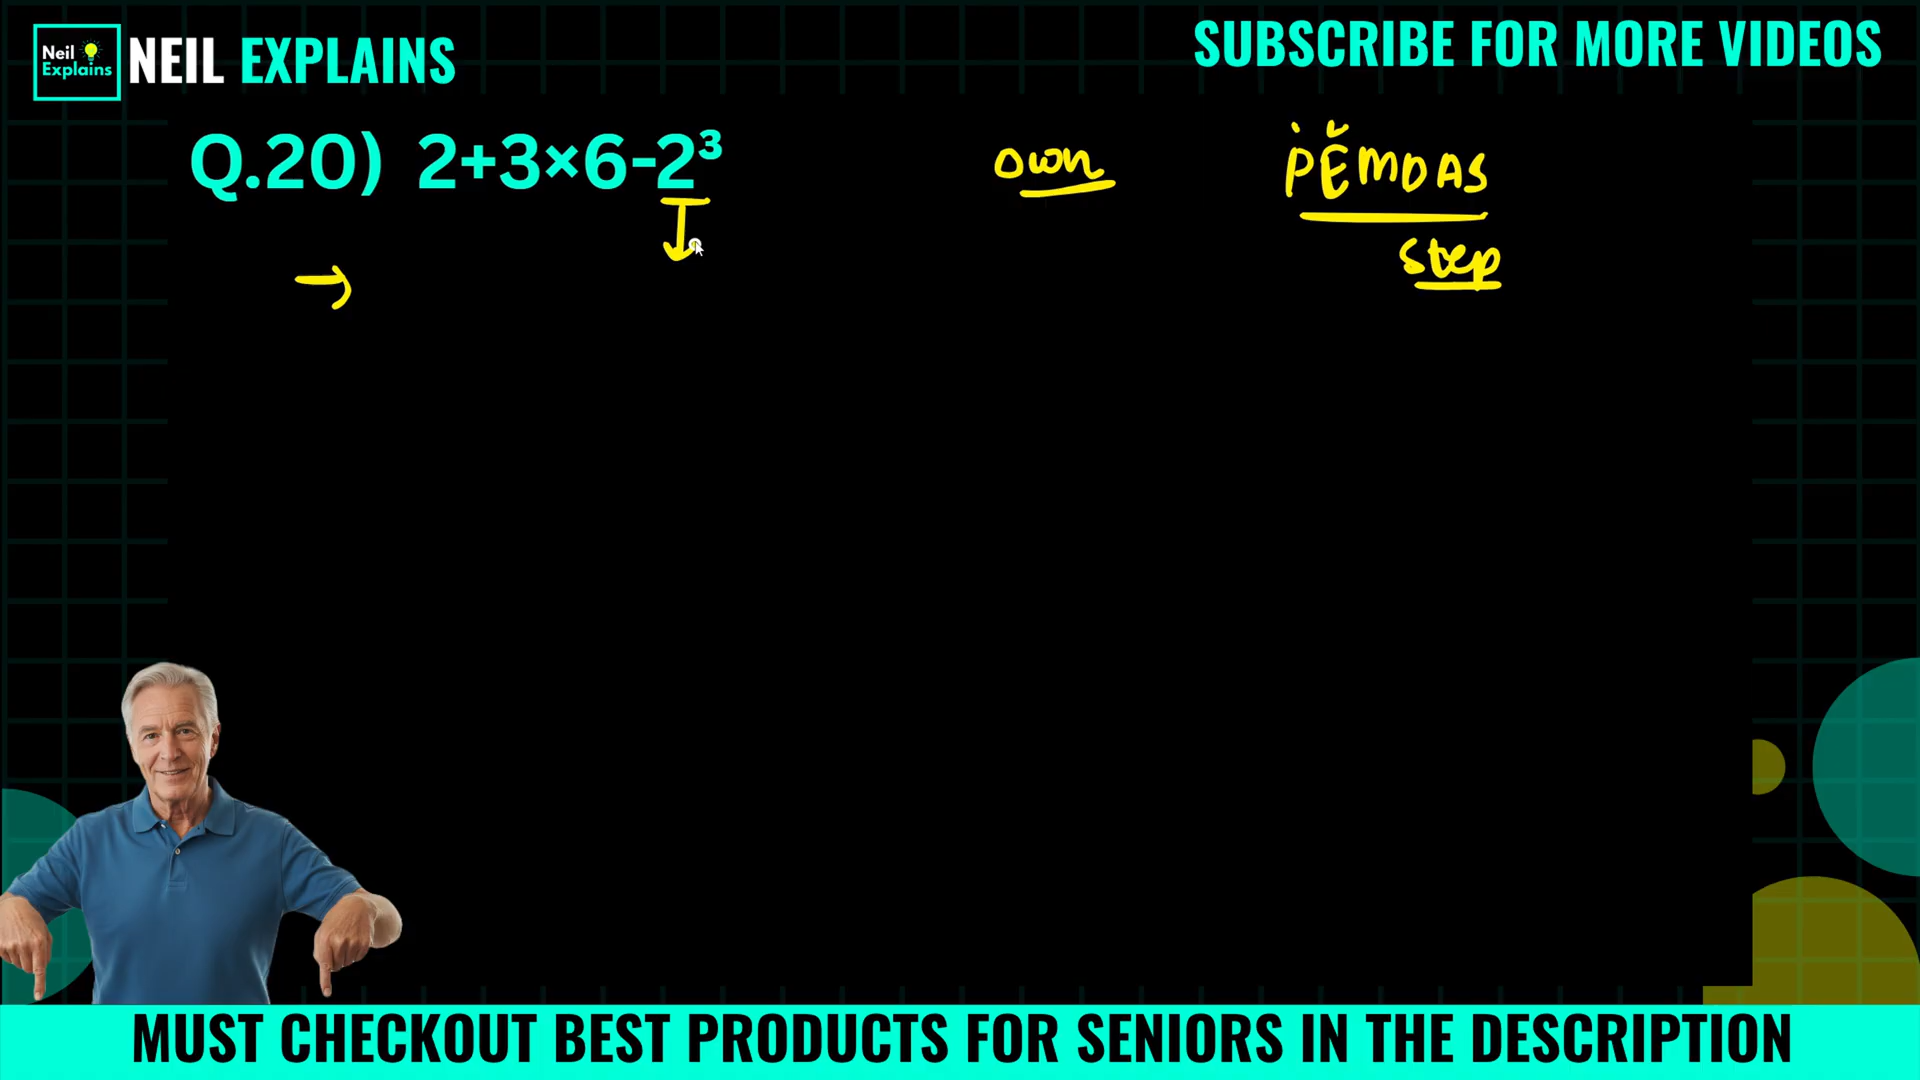 Neil
Explains
NEIL EXPLAINS
SUBSCRIBE FOR MORE VIDEOS
Q.20) 2+3×6-2³
own
PEMDAS
step
MUST CHECKOUT BEST PRODUCTS FOR SENIORS IN THE DESCRIPTION